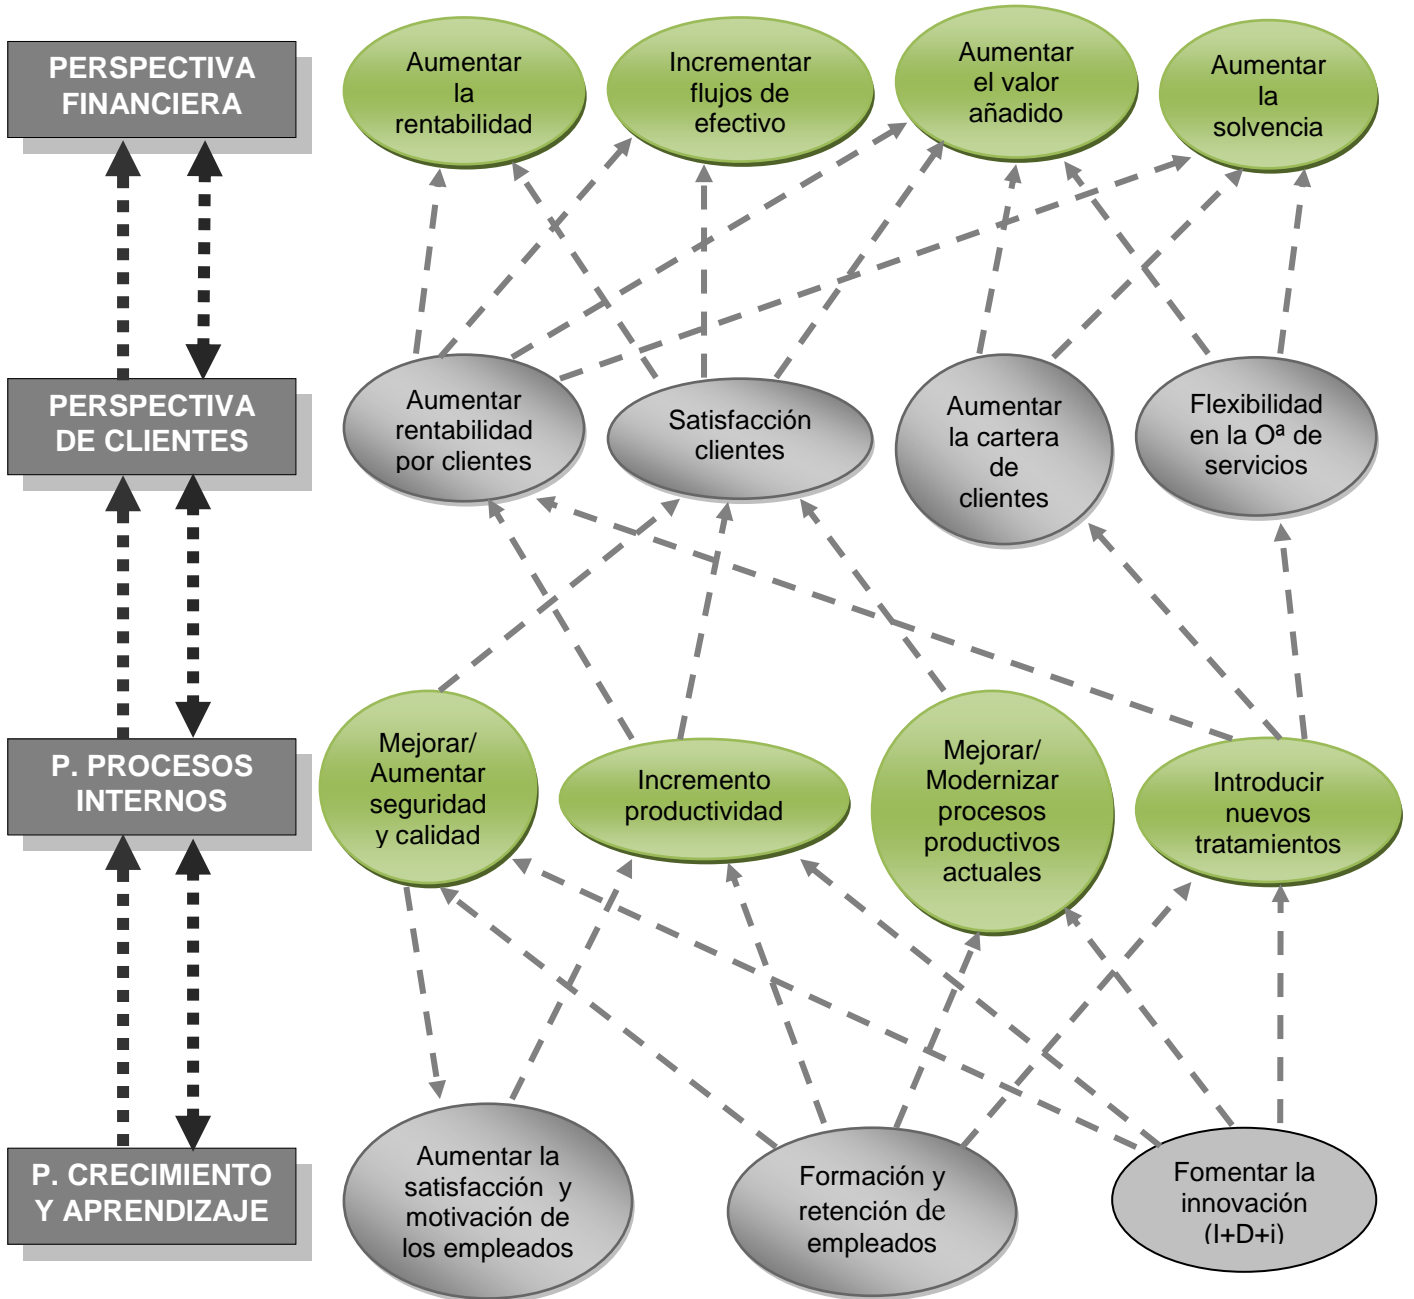 PERSPECTIVA
FINANCIERA
Aumentar
la
rentabilidad
Incrementar
flujos de
efectivo
Aumentar
el valor
añadido
Aumentar
la
solvencia
PERSPECTIVA
DE CLIENTES
Aumentar
rentabilidad
por clientes
Satisfacción
clientes
Aumentar
la cartera
de
clientes
Flexibilidad
en la Oª de
servicios
P. PROCESOS
INTERNOS
Mejorar/
Aumentar
seguridad
y calidad
Incremento
productividad
Mejorar/
Modernizar
procesos
productivos
actuales
Introducir
nuevos
tratamientos
P. CRECIMIENTO
Y APRENDIZAJE
Aumentar la
satisfacción y
motivación de
los empleados
Formación y
retención de
empleados
Fomentar la
innovación
(I+D+i)